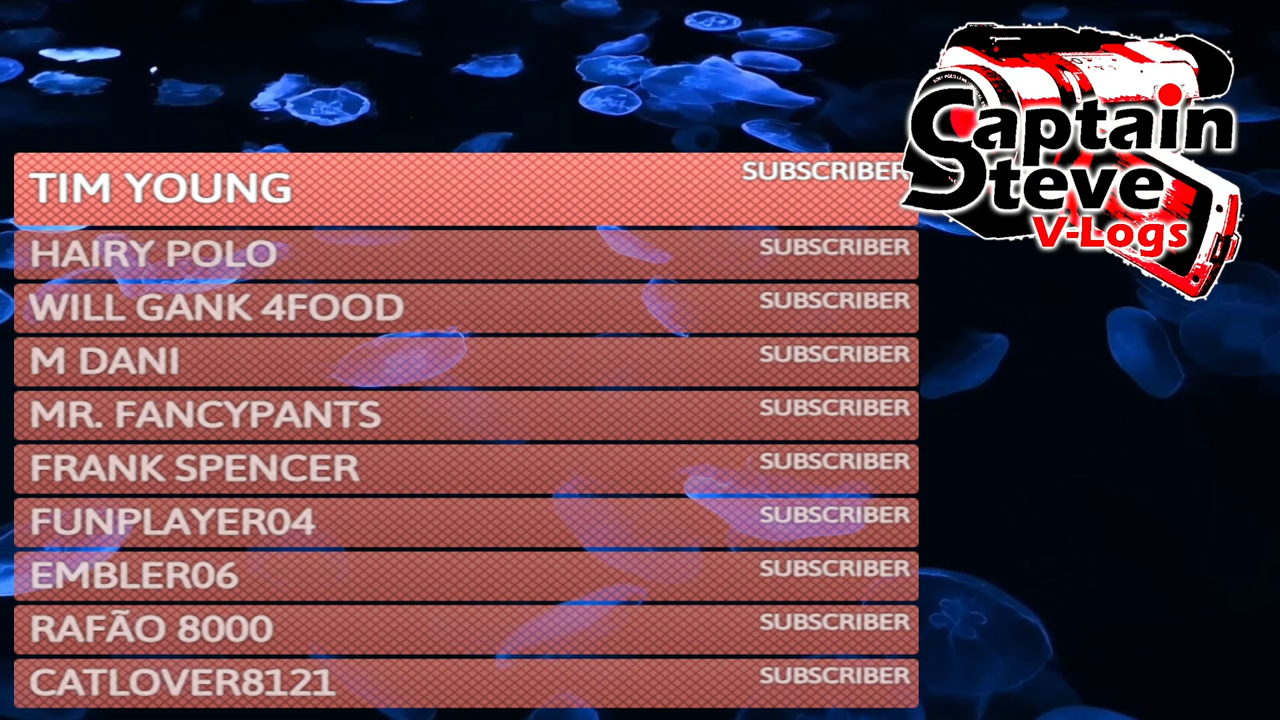 Captain
Steve
V-Logs
TIM YOUNG SUBSCRIBER
HAIRY POLO SUBSCRIBER
WILL GANK 4FOOD SUBSCRIBER
M DANI SUBSCRIBER
MR. FANCYPANTS SUBSCRIBER
FRANK SPENCER SUBSCRIBER
FUNPLAYER04 SUBSCRIBER
EMBLER06 SUBSCRIBER
RAFÃO 8000 SUBSCRIBER
CATLOVER8121 SUBSCRIBER